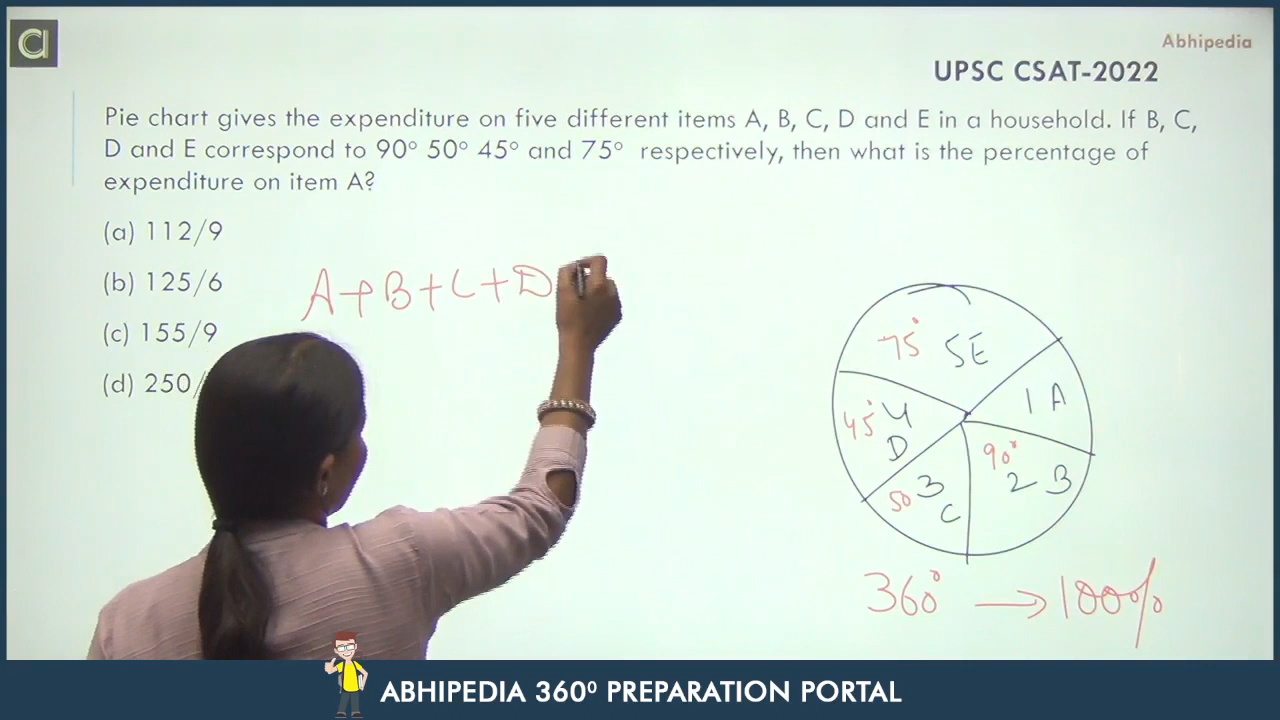 Abhipedia
UPSC CSAT-2022
Pie chart gives the expenditure on five different items A, B, C, D and E in a household. If B, C,
D and E correspond to 90° 50° 45° and 75° respectively, then what is the percentage of
expenditure on item A?
(a) 112/9
(b) 125/6
(c) 155/9
(d) 250/
A+B+C+D
75° 5E
1 A
45° 4
D
90°
2 B
50 3
C
360° → 100%
ABHIPEDIA 360⁰ PREPARATION PORTAL